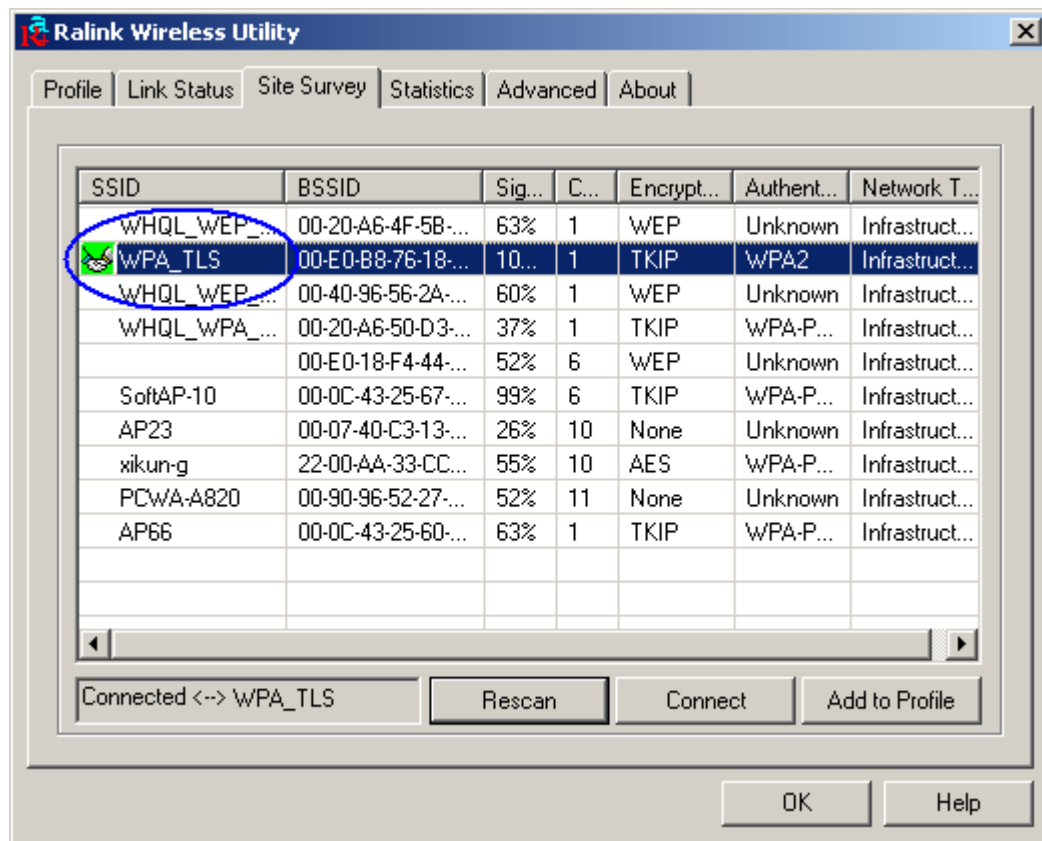 Ralink Wireless Utility
Profile Link Status Site Survey Statistics Advanced About
SSID BSSID Sig... C... Encrypt... Authent... Network T...
WHQL_WEP_... 00-20-A6-4F-5B-... 63% 1 WEP Unknown Infrastruct...
WPA_TLS 00-E0-B8-76-18-... 10... 1 TKIP WPA2 Infrastruct...
WHQL_WEP_... 00-40-96-56-2A-... 60% 1 WEP Unknown Infrastruct...
WHQL_WPA_... 00-20-A6-50-D3-... 37% 1 TKIP WPA-P... Infrastruct...
00-E0-18-F4-44-... 52% 6 WEP Unknown Infrastruct...
SoftAP-10 00-0C-43-25-67-... 99% 6 TKIP WPA-P... Infrastruct...
AP23 00-07-40-C3-13-... 26% 10 None Unknown Infrastruct...
xikun-g 22-00-AA-33-CC... 55% 10 AES WPA-P... Infrastruct...
PCWA-A820 00-90-96-52-27-... 52% 11 None Unknown Infrastruct...
AP66 00-0C-43-25-60-... 63% 1 TKIP WPA-P... Infrastruct...
Connected <--> WPA_TLS Rescan Connect Add to Profile
OK Help